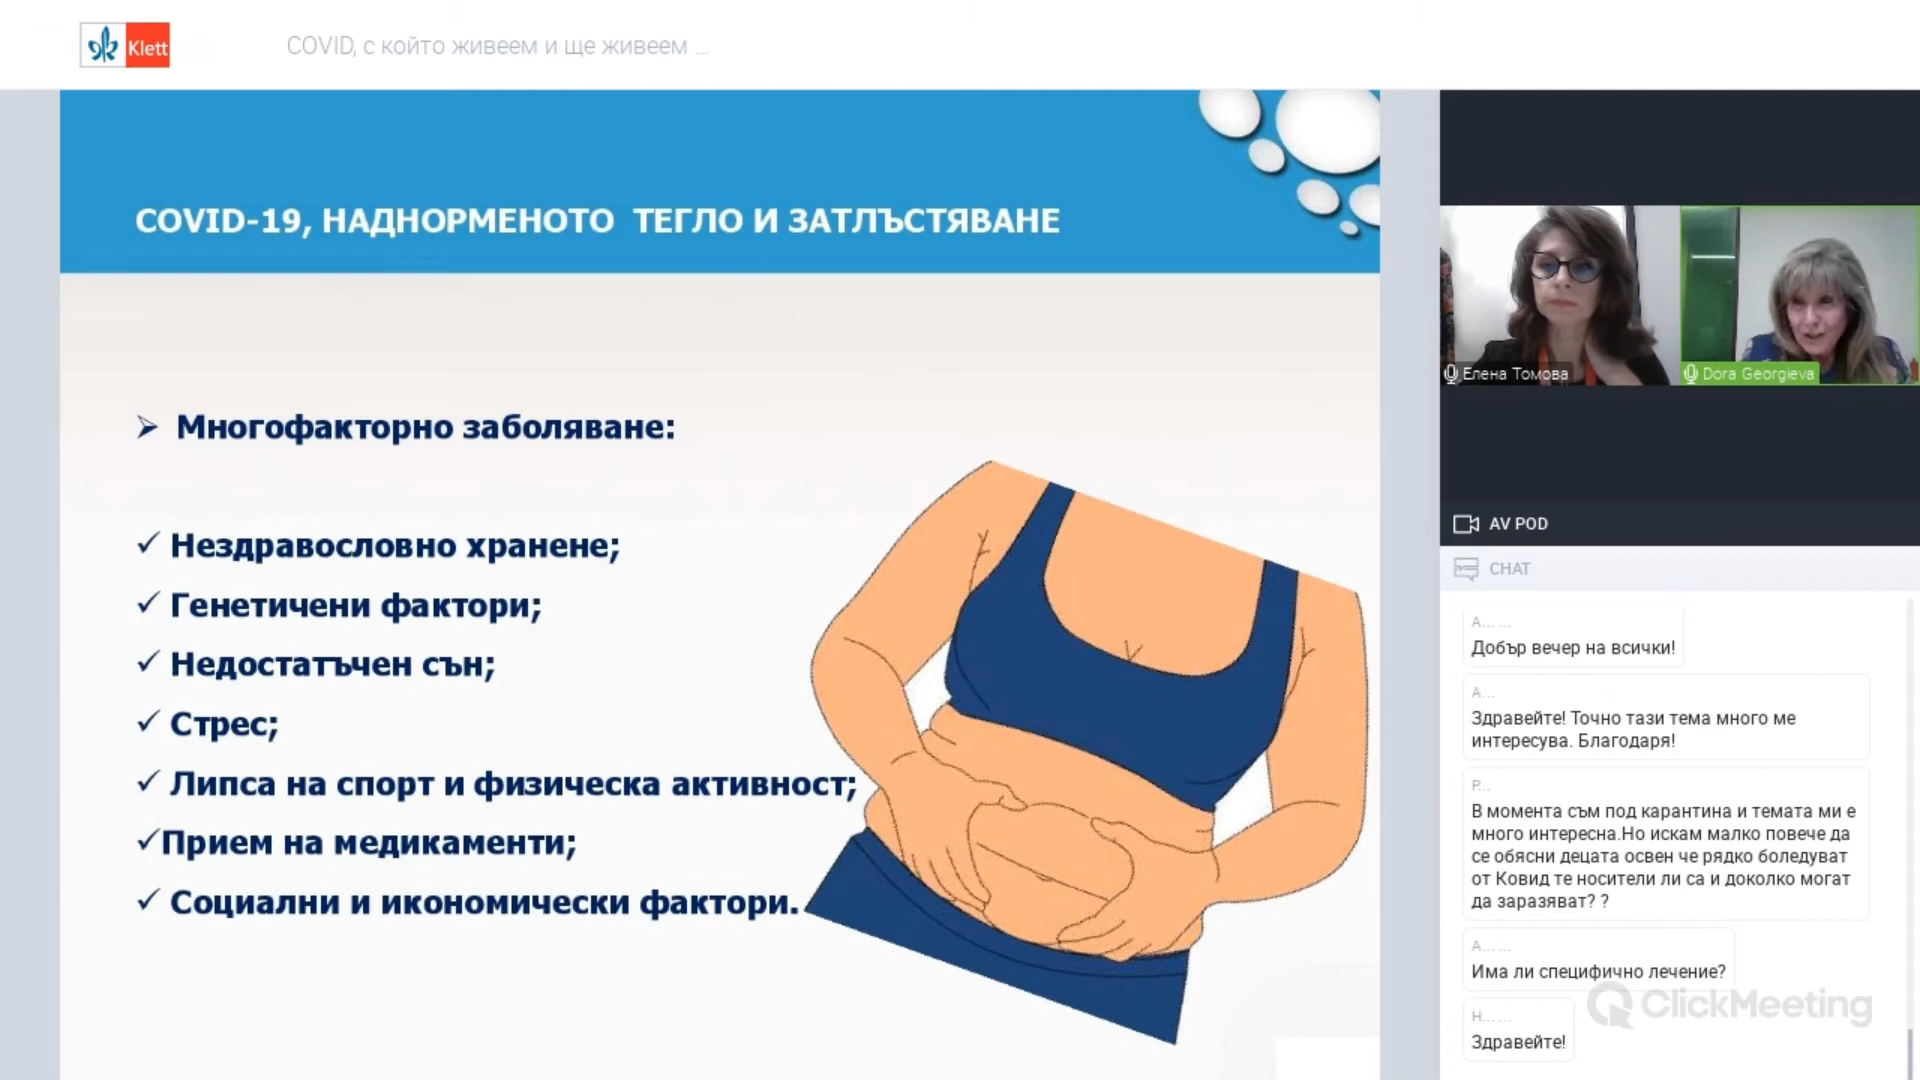 Klett
COVID, с който живеем и ще живеем ...
COVID-19, НАДНОРМЕНОТО ТЕГЛО И ЗАТЛЪСТЯВАНЕ
Многофакторно заболяване:
Нездравословно хранене;
Генетичени фактори;
Недостатъчен сън;
Стрес;
Липса на спорт и физическа активност;
Прием на медикаменти;
Социални и икономически фактори.
Елена Томова
Dora Georgieva
AV POD
CHAT
А... ...
Добър вечер на всички!
А...
Здравейте! Точно тази тема много ме
интересува. Благодаря!
Р...
В момента съм под карантина и темата ми е
много интересна.Но искам малко повече да
се обясни децата освен че рядко боледуват
от Ковид те носители ли са и доколко могат
да заразяват? ?
А... ...
Има ли специфично лечение?
Н... ...
Здравейте!
ClickMeeting